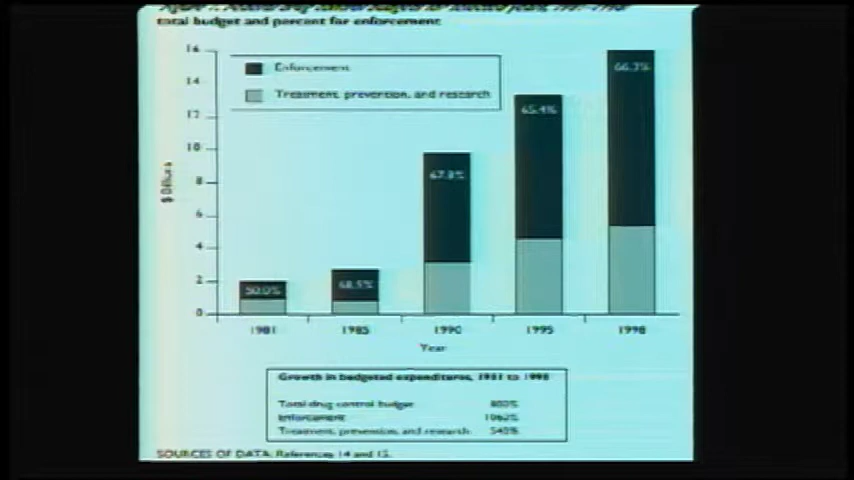 total budget and percent for enforcement
16
14
12
10
8
6
4
2
0
$ Billions
Enforcement
Treatment, prevention, and research
50.0%
68.5%
67.8%
65.4%
66.7%
1981
1985
1990
1995
1998
Year
Growth in budgeted expenditures, 1981 to 1998
Total drug control budget 800%
Enforcement
Treatment, prevention, and research 540%
SOURCES OF DATA: References 14 and 15.